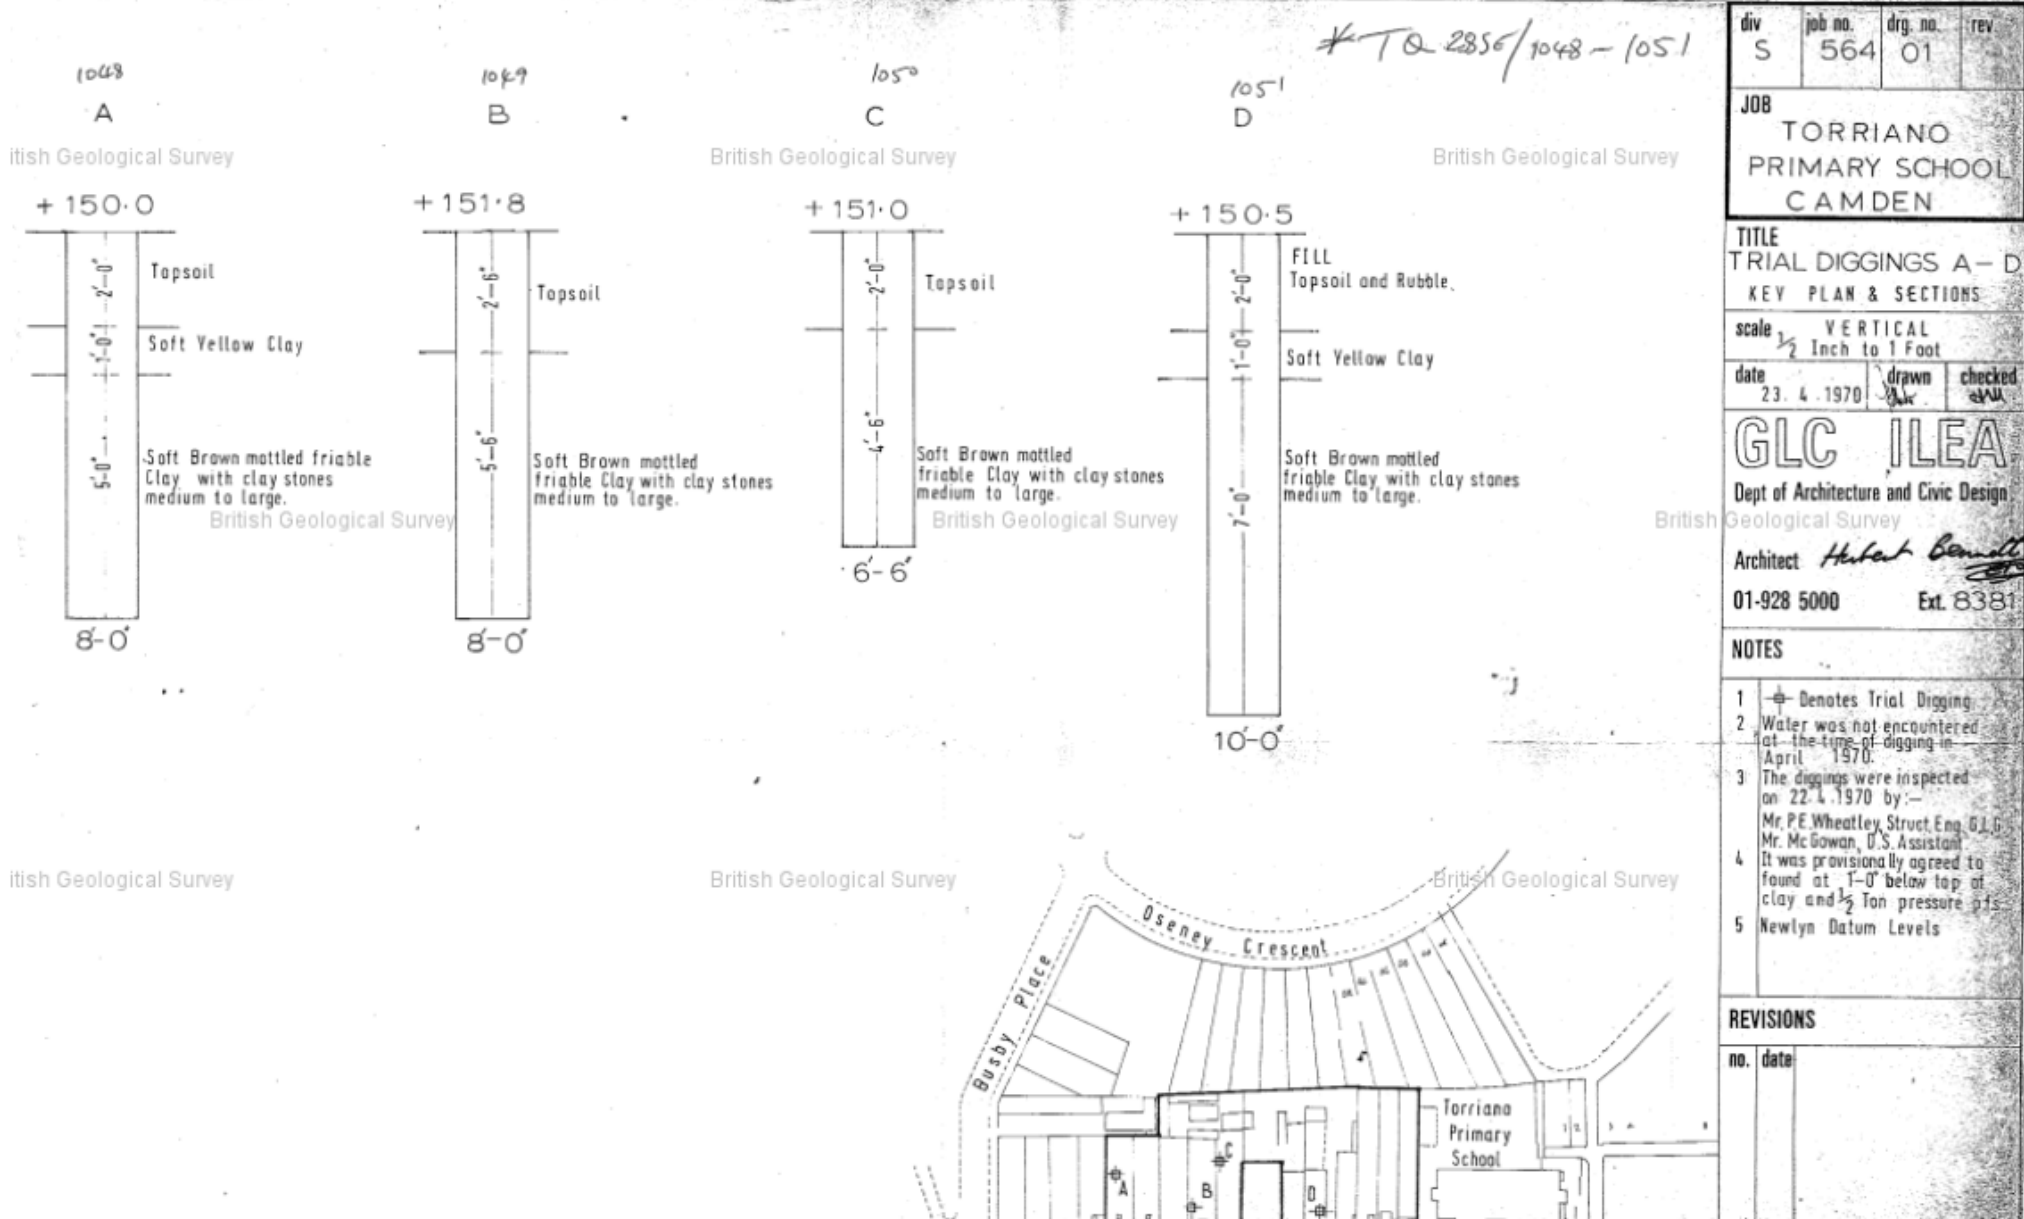 * TQ 2856/1048 - 1051
1048
A
+ 150.0
2'-0"
Topsoil
1'-0"
Soft Yellow Clay
5'-0"
Soft Brown mottled friable
Clay with clay stones
medium to large.
8'-0"
1049
B
+ 151.8
2'-6"
Topsoil
5'-6"
Soft Brown mottled
friable Clay with clay stones
medium to large.
8'-0"
1050
C
+ 151.0
2'-0"
Topsoil
4'-6"
Soft Brown mottled
friable Clay with clay stones
medium to large.
6'-6"
1051
D
+ 150.5
2'-0"
FILL
Topsoil and Rubble.
1'-0"
Soft Yellow Clay
7'-0"
Soft Brown mottled
friable Clay with clay stones
medium to large.
10'-0"
itish Geological Survey
British Geological Survey
British Geological Survey
British Geological Survey
British Geological Survey
British Geological Survey
itish Geological Survey
British Geological Survey
British Geological Survey
Oseney Crescent
Busby Place
Torriano
Primary
School
A
B
C
D
div
S
job no.
564
drg. no.
01
rev
JOB
TORRIANO
PRIMARY SCHOOL
CAMDEN
TITLE
TRIAL DIGGINGS A - D
KEY PLAN & SECTIONS
scale VERTICAL
1/2 Inch to 1 Foot
date
23. 4. 1970
drawn
checked
GLC ILEA
Dept of Architecture and Civic Design
Architect Hubert Bennett
01-928 5000 Ext. 8381
NOTES
1 Denotes Trial Digging
2 Water was not encountered
at the time of digging in
April 1970.
3 The diggings were inspected
on 22.4.1970 by:-
Mr. P.E. Wheatley, Struct. Eng. G.L.C
Mr. McGowan, D.S. Assistant
4 It was provisionally agreed to
found at 1'-0" below top of
clay and 1/2 Ton pressure pfs
5 Newlyn Datum Levels
REVISIONS
no. date